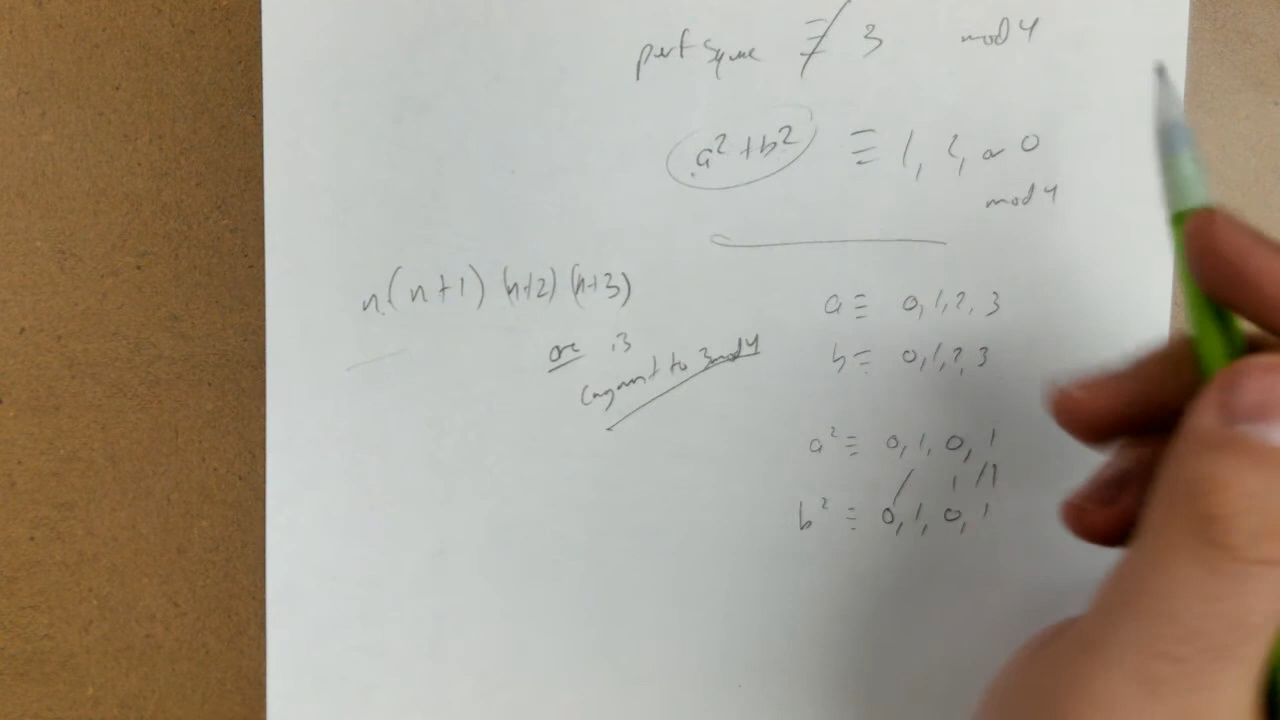 perf square ≢ 3 mod 4
a² + b² ≡ 1, 2, or 0
mod 4
n(n+1)(n+2)(n+3)
one is
congruent to 3 mod 4
a ≡ 0, 1, 2, 3
b ≡ 0, 1, 2, 3
a² ≡ 0, 1, 0, 1
b² ≡ 0, 1, 0, 1